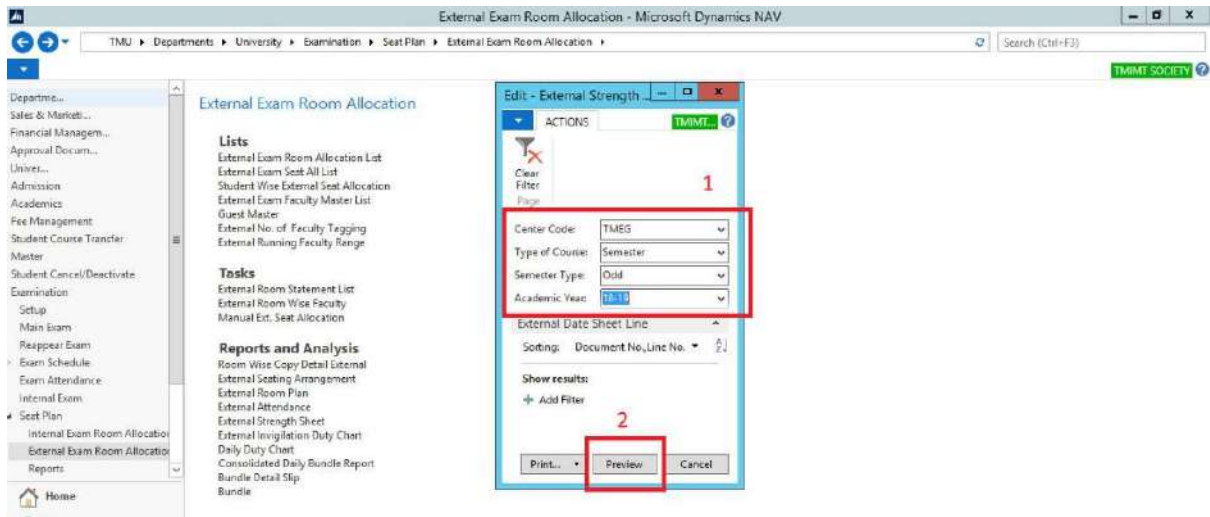 External Exam Room Allocation - Microsoft Dynamics NAV
TMU ▸ Departments ▸ University ▸ Examination ▸ Seat Plan ▸ External Exam Room Allocation ▸
Search (Ctrl+F3)
TMIMT SOCIETY
Departme...
Sales & Marketi...
Financial Managem...
Approval Docum...
Univer...
Admission
Academics
Fee Management
Student Course Transfer
Master
Student Cancel/Deactivate
Examination
Setup
Main Exam
Reappear Exam
Exam Schedule
Exam Attendance
Internal Exam
Seat Plan
Internal Exam Room Allocation
External Exam Room Allocation
Reports
Home
External Exam Room Allocation
Lists
External Exam Room Allocation List
External Exam Seat All List
Student Wise External Seat Allocation
External Exam Faculty Master List
Guest Master
External No. of Faculty Tagging
External Running Faculty Range
Tasks
External Room Statement List
External Room Wise Faculty
Manual Ext. Seat Allocation
Reports and Analysis
Room Wise Copy Detail External
External Seating Arrangement
External Room Plan
External Attendance
External Strength Sheet
External Invigilation Duty Chart
Daily Duty Chart
Consolidated Daily Bundle Report
Bundle Detail Slip
Bundle
Edit - External Strength ...
ACTIONS
TMIMT...
Clear
Filter
Page
1
Center Code: TMEG
Type of Course: Semester
Semester Type: Odd
Academic Year: 18-19
External Date Sheet Line
Sorting: Document No.,Line No.
Show results:
Add Filter
2
Print... Preview Cancel